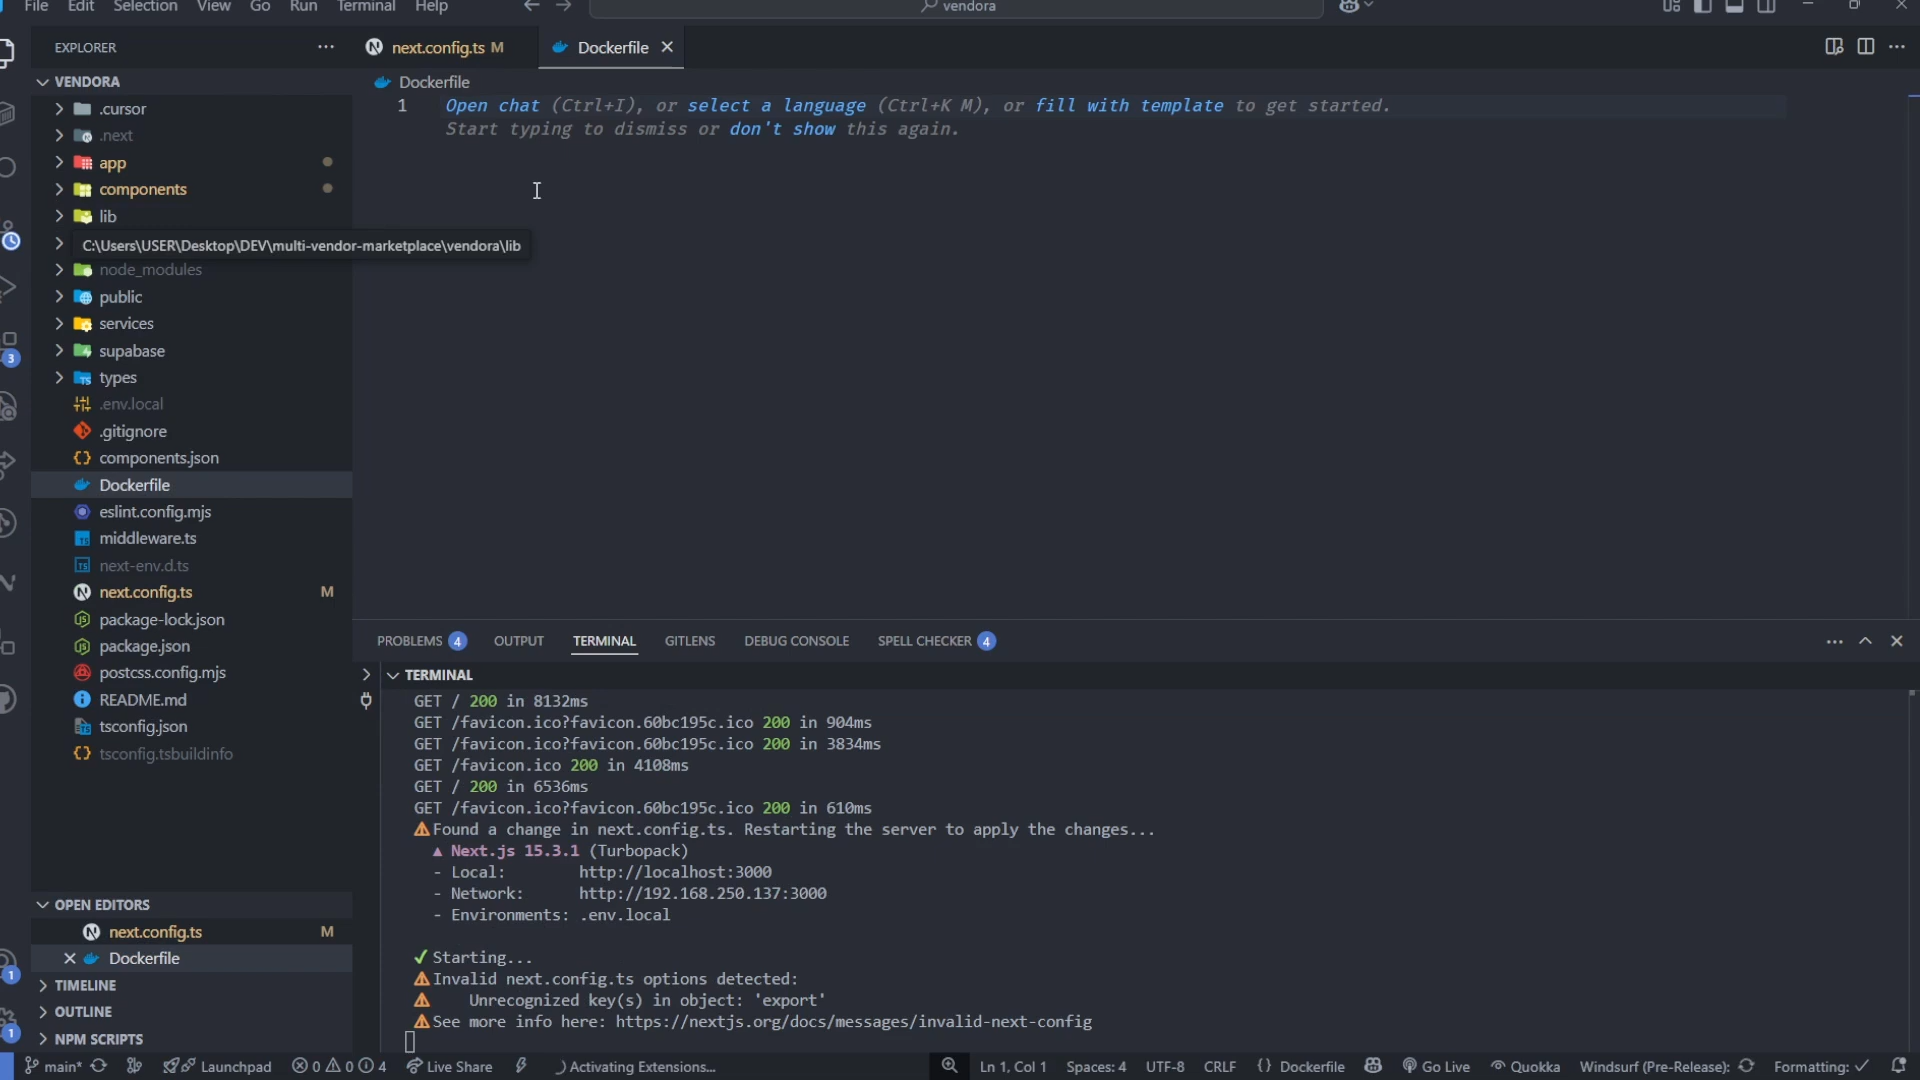 File Edit Selection View Go Run Terminal Help
vendora
EXPLORER
next.config.ts M
Dockerfile
VENDORA
.cursor
.next
app
components
lib
C:\Users\USER\Desktop\DEV\multi-vendor-marketplace\vendora\lib
node_modules
public
services
supabase
types
.env.local
.gitignore
components.json
Dockerfile
eslint.config.mjs
middleware.ts
next-env.d.ts
next.config.ts M
package-lock.json
package.json
postcss.config.mjs
README.md
tsconfig.json
tsconfig.tsbuildinfo
OPEN EDITORS
next.config.ts M
Dockerfile
TIMELINE
OUTLINE
NPM SCRIPTS
3
1
1
Dockerfile
1 Open chat (Ctrl+I), or select a language (Ctrl+K M), or fill with template to get started.
Start typing to dismiss or don't show this again.
PROBLEMS 4 OUTPUT TERMINAL GITLENS DEBUG CONSOLE SPELL CHECKER 4
TERMINAL
GET / 200 in 8132ms
GET /favicon.ico?favicon.60bc195c.ico 200 in 904ms
GET /favicon.ico?favicon.60bc195c.ico 200 in 3834ms
GET /favicon.ico 200 in 4108ms
GET / 200 in 6536ms
GET /favicon.ico?favicon.60bc195c.ico 200 in 610ms
⚠ Found a change in next.config.ts. Restarting the server to apply the changes...
▲ Next.js 15.3.1 (Turbopack)
- Local: http://localhost:3000
- Network: http://192.168.250.137:3000
- Environments: .env.local
✓ Starting...
⚠ Invalid next.config.ts options detected:
⚠ Unrecognized key(s) in object: 'export'
⚠ See more info here: https://nextjs.org/docs/messages/invalid-next-config
main* Launchpad 0 0 4 Live Share Activating Extensions... Ln 1, Col 1 Spaces: 4 UTF-8 CRLF {} Dockerfile Go Live Quokka Windsurf (Pre-Release): Formatting: ✓